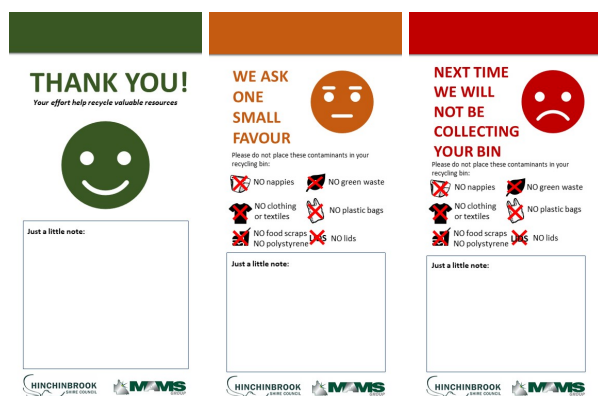 THANK YOU!
Your effort help recycle valuable resources
Just a little note:
HINCHINBROOK
SHIRE COUNCIL
MAMS
GROUP
WE ASK
ONE
SMALL
FAVOUR
Please do not place these contaminants in your
recycling bin:
NO nappies
NO green waste
NO clothing
or textiles
NO plastic bags
NO food scraps
NO polystyrene
LIDS
NO lids
Just a little note:
HINCHINBROOK
SHIRE COUNCIL
MAMS
GROUP
NEXT TIME
WE WILL
NOT BE
COLLECTING
YOUR BIN
Please do not place these contaminants in your
recycling bin:
NO nappies
NO green waste
NO clothing
or textiles
NO plastic bags
NO food scraps
NO polystyrene
LIDS
NO lids
Just a little note:
HINCHINBROOK
SHIRE COUNCIL
MAMS
GROUP